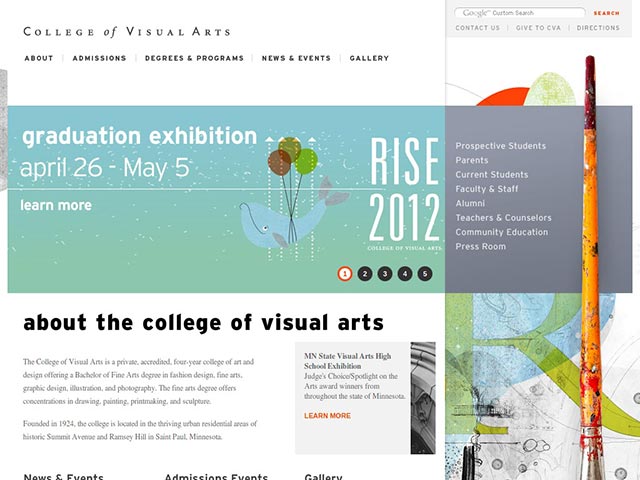 COLLEGE of VISUAL ARTS
Google™ Custom Search
SEARCH
CONTACT US | GIVE TO CVA | DIRECTIONS
ABOUT | ADMISSIONS | DEGREES & PROGRAMS | NEWS & EVENTS | GALLERY
graduation exhibition
april 26 - May 5
learn more
RISE
2012
COLLEGE OF VISUAL ARTS
1 2 3 4 5
Prospective Students
Parents
Current Students
Faculty & Staff
Alumni
Teachers & Counselors
Community Education
Press Room
about the college of visual arts
The College of Visual Arts is a private, accredited, four-year college of art and
design offering a Bachelor of Fine Arts degree in fashion design, fine arts,
graphic design, illustration, and photography. The fine arts degree offers
concentrations in drawing, painting, printmaking, and sculpture.
Founded in 1924, the college is located in the thriving urban residential areas of
historic Summit Avenue and Ramsey Hill in Saint Paul, Minnesota.
MN State Visual Arts High
School Exhibition
Judge's Choice/Spotlight on the
Arts award winners from
throughout the state of Minnesota.
LEARN MORE
News & Events
Admissions Events
Gallery